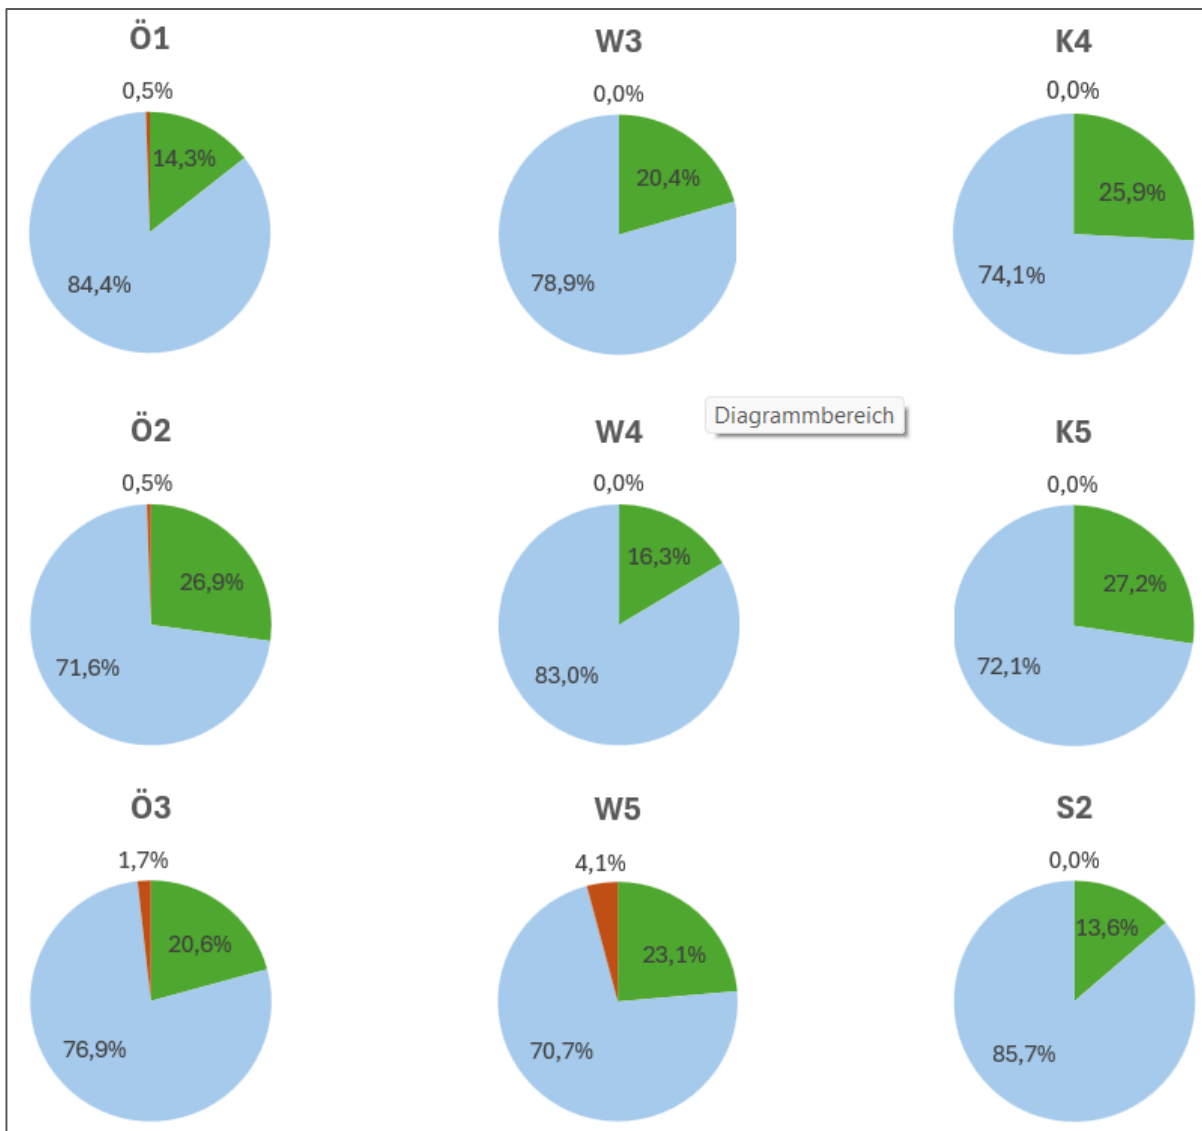 Ö1
0,5%
14,3%
84,4%
W3
0,0%
20,4%
78,9%
K4
0,0%
25,9%
74,1%
Diagrammbereich
Ö2
0,5%
26,9%
71,6%
W4
0,0%
16,3%
83,0%
K5
0,0%
27,2%
72,1%
Ö3
1,7%
20,6%
76,9%
W5
4,1%
23,1%
70,7%
S2
0,0%
13,6%
85,7%